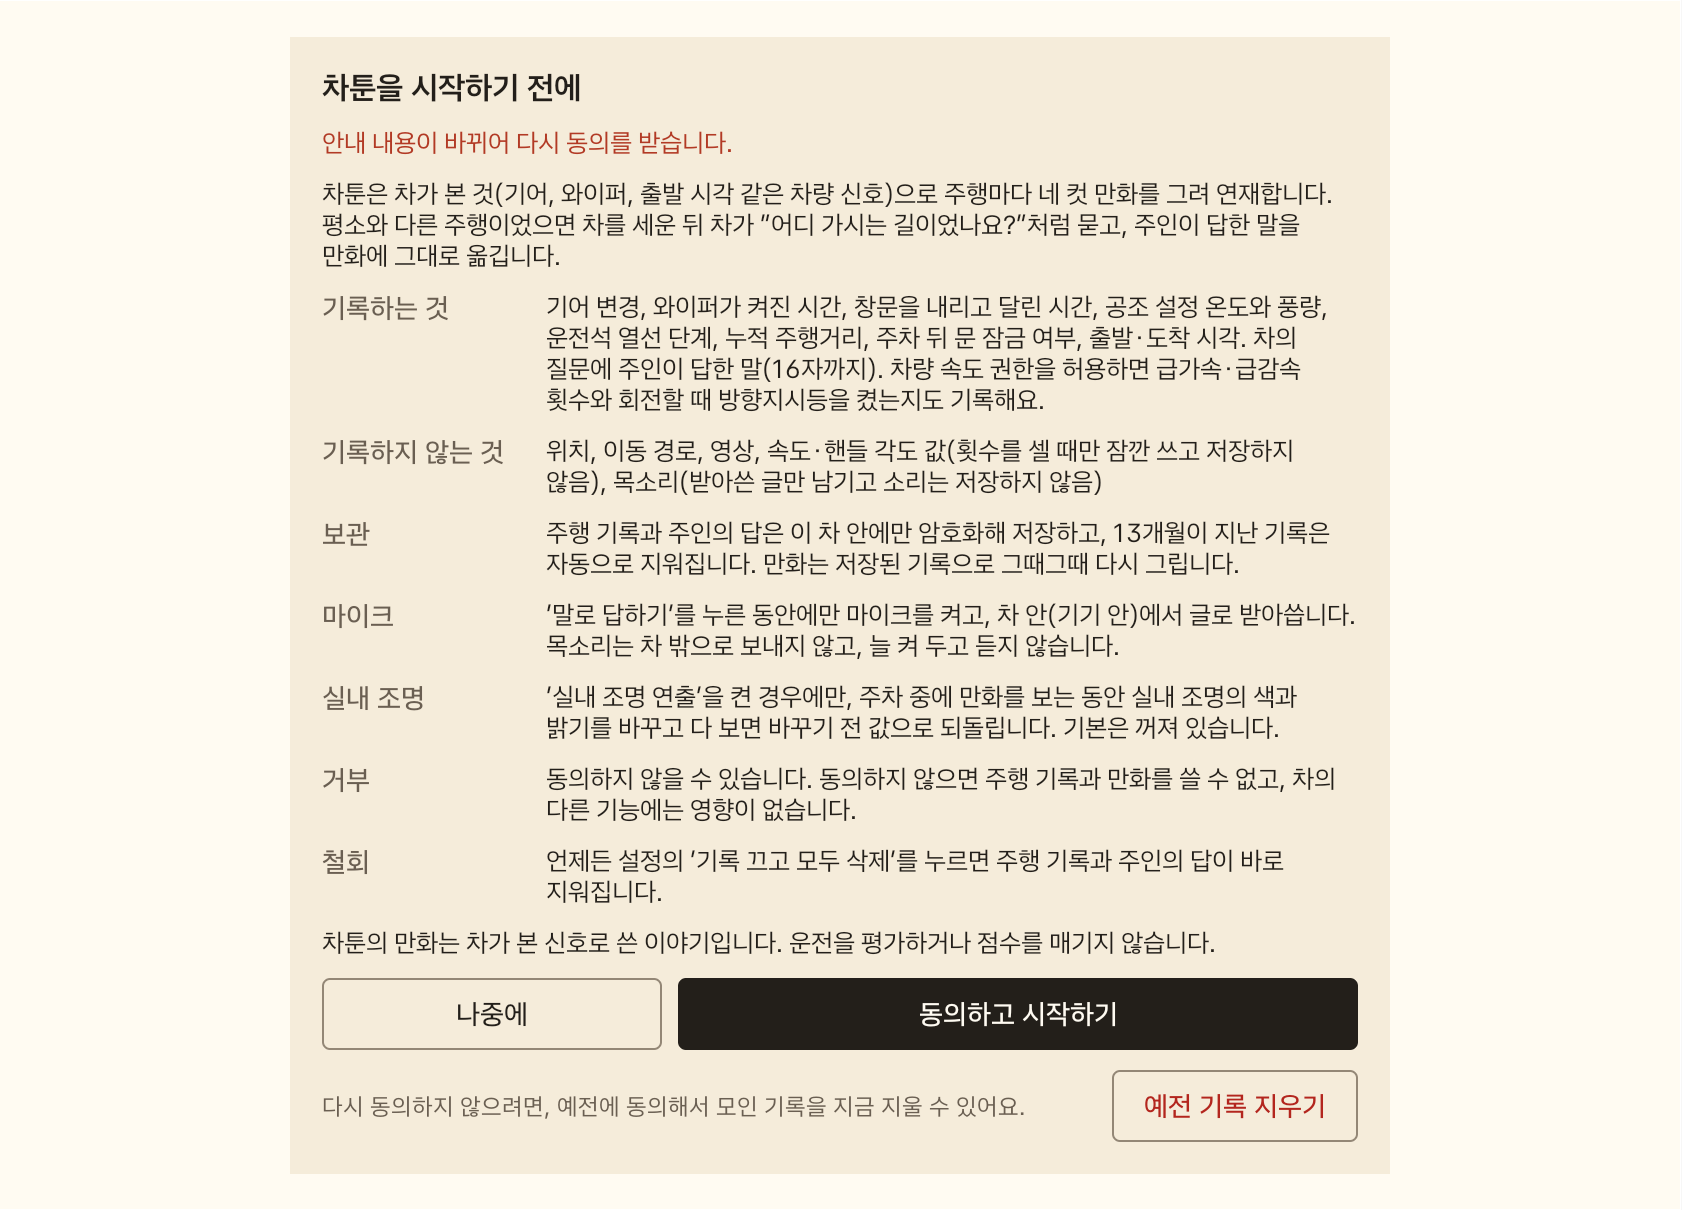 차툰을 시작하기 전에
안내 내용이 바뀌어 다시 동의를 받습니다.
차툰은 차가 본 것(기어, 와이퍼, 출발 시각 같은 차량 신호)으로 주행마다 네 컷 만화를 그려 연재합니다.
평소와 다른 주행이었으면 차를 세운 뒤 차가 "어디 가시는 길이었나요?"처럼 묻고, 주인이 답한 말을
만화에 그대로 옮깁니다.
기록하는 것
기어 변경, 와이퍼가 켜진 시간, 창문을 내리고 달린 시간, 공조 설정 온도와 풍량,
운전석 열선 단계, 누적 주행거리, 주차 뒤 문 잠금 여부, 출발·도착 시각. 차의
질문에 주인이 답한 말(16자까지). 차량 속도 권한을 허용하면 급가속·급감속
횟수와 회전할 때 방향지시등을 켰는지도 기록해요.
기록하지 않는 것
위치, 이동 경로, 영상, 속도·핸들 각도 값(횟수를 셀 때만 잠깐 쓰고 저장하지
않음), 목소리(받아쓴 글만 남기고 소리는 저장하지 않음)
보관
주행 기록과 주인의 답은 이 차 안에만 암호화해 저장하고, 13개월이 지난 기록은
자동으로 지워집니다. 만화는 저장된 기록으로 그때그때 다시 그립니다.
마이크
'말로 답하기'를 누른 동안에만 마이크를 켜고, 차 안(기기 안)에서 글로 받아씁니다.
목소리는 차 밖으로 보내지 않고, 늘 켜 두고 듣지 않습니다.
실내 조명
'실내 조명 연출'을 켠 경우에만, 주차 중에 만화를 보는 동안 실내 조명의 색과
밝기를 바꾸고 다 보면 바꾸기 전 값으로 되돌립니다. 기본은 꺼져 있습니다.
거부
동의하지 않을 수 있습니다. 동의하지 않으면 주행 기록과 만화를 쓸 수 없고, 차의
다른 기능에는 영향이 없습니다.
철회
언제든 설정의 '기록 끄고 모두 삭제'를 누르면 주행 기록과 주인의 답이 바로
지워집니다.
차툰의 만화는 차가 본 신호로 쓴 이야기입니다. 운전을 평가하거나 점수를 매기지 않습니다.
나중에
동의하고 시작하기
다시 동의하지 않으려면, 예전에 동의해서 모인 기록을 지금 지울 수 있어요.
예전 기록 지우기